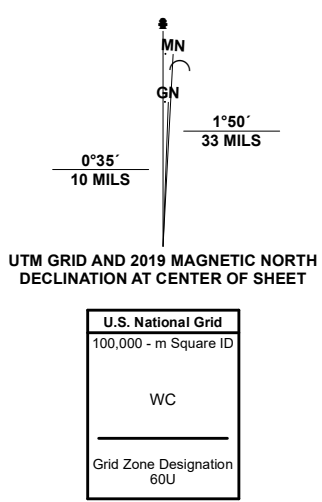 MN
GN
1°50´
33 MILS
0°35´
10 MILS
UTM GRID AND 2019 MAGNETIC NORTH
DECLINATION AT CENTER OF SHEET
U.S. National Grid
100,000 - m Square ID
WC
Grid Zone Designation
60U